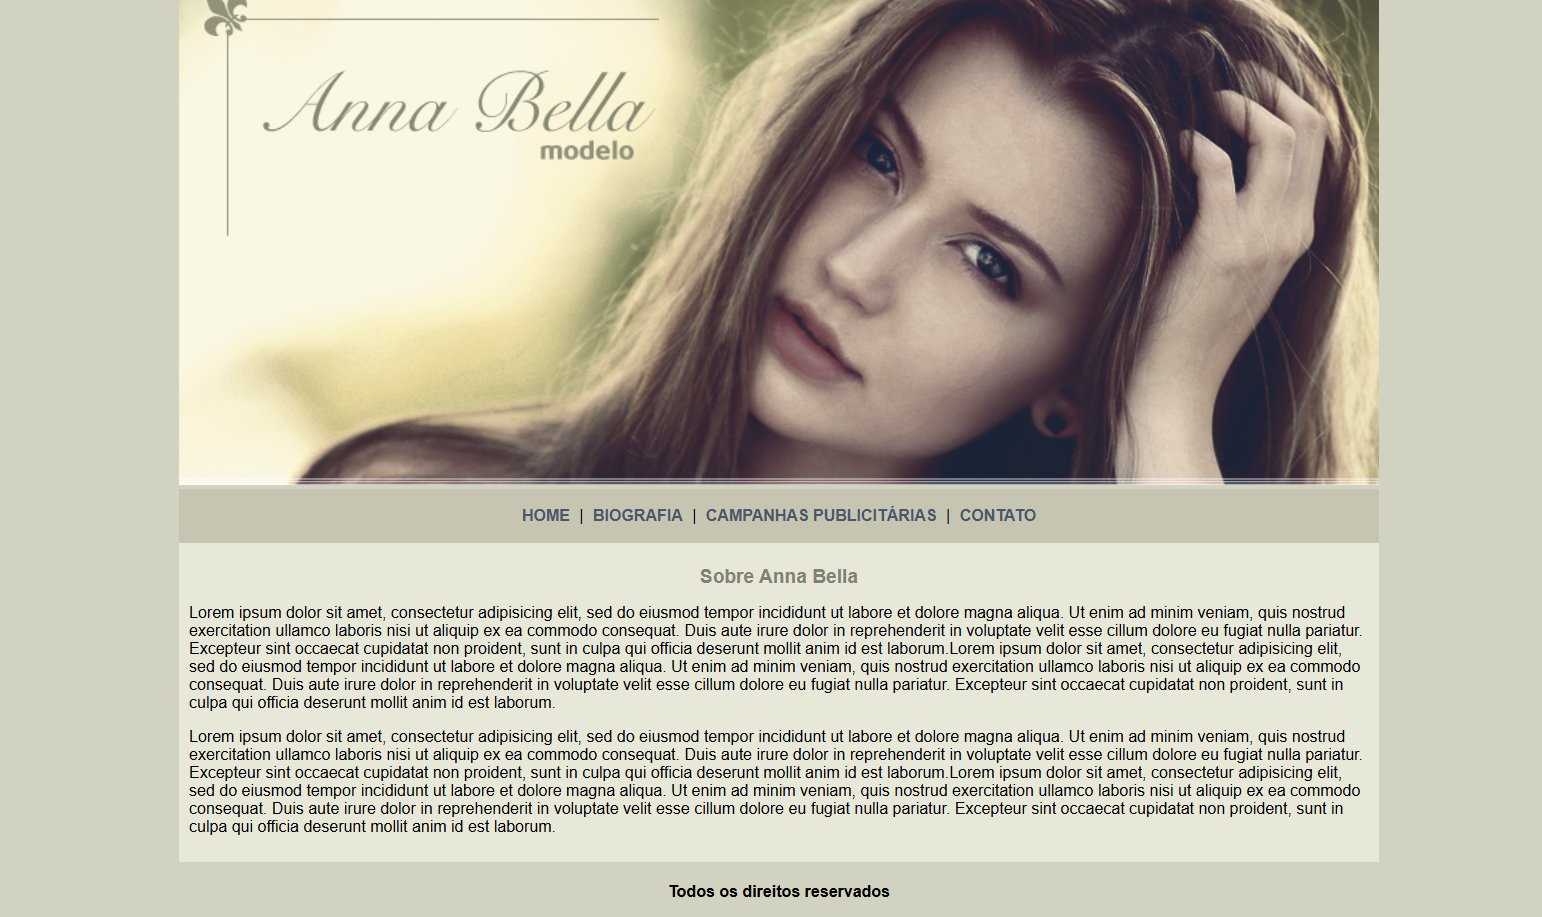 Anna Bella
modelo
HOME | BIOGRAFIA | CAMPANHAS PUBLICITÁRIAS | CONTATO
Sobre Anna Bella
Lorem ipsum dolor sit amet, consectetur adipisicing elit, sed do eiusmod tempor incididunt ut labore et dolore magna aliqua. Ut enim ad minim veniam, quis nostrud
exercitation ullamco laboris nisi ut aliquip ex ea commodo consequat. Duis aute irure dolor in reprehenderit in voluptate velit esse cillum dolore eu fugiat nulla pariatur.
Excepteur sint occaecat cupidatat non proident, sunt in culpa qui officia deserunt mollit anim id est laborum.Lorem ipsum dolor sit amet, consectetur adipisicing elit,
sed do eiusmod tempor incididunt ut labore et dolore magna aliqua. Ut enim ad minim veniam, quis nostrud exercitation ullamco laboris nisi ut aliquip ex ea commodo
consequat. Duis aute irure dolor in reprehenderit in voluptate velit esse cillum dolore eu fugiat nulla pariatur. Excepteur sint occaecat cupidatat non proident, sunt in
culpa qui officia deserunt mollit anim id est laborum.
Lorem ipsum dolor sit amet, consectetur adipisicing elit, sed do eiusmod tempor incididunt ut labore et dolore magna aliqua. Ut enim ad minim veniam, quis nostrud
exercitation ullamco laboris nisi ut aliquip ex ea commodo consequat. Duis aute irure dolor in reprehenderit in voluptate velit esse cillum dolore eu fugiat nulla pariatur.
Excepteur sint occaecat cupidatat non proident, sunt in culpa qui officia deserunt mollit anim id est laborum.Lorem ipsum dolor sit amet, consectetur adipisicing elit,
sed do eiusmod tempor incididunt ut labore et dolore magna aliqua. Ut enim ad minim veniam, quis nostrud exercitation ullamco laboris nisi ut aliquip ex ea commodo
consequat. Duis aute irure dolor in reprehenderit in voluptate velit esse cillum dolore eu fugiat nulla pariatur. Excepteur sint occaecat cupidatat non proident, sunt in
culpa qui officia deserunt mollit anim id est laborum.
Todos os direitos reservados